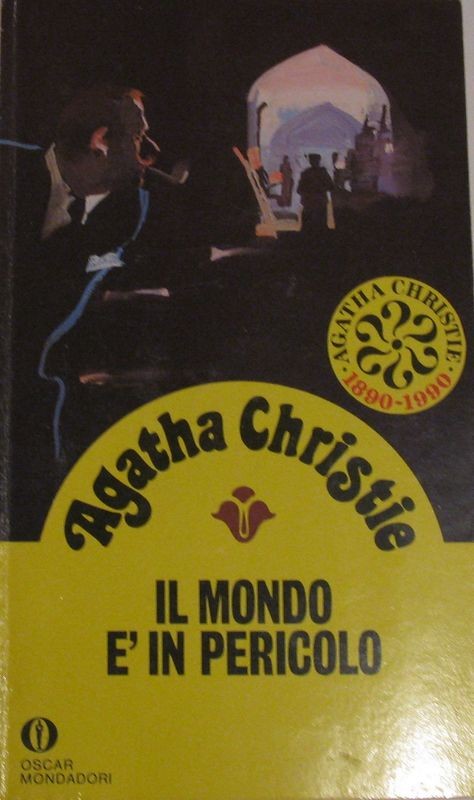 AGATHA CHRISTIE
1890-1990
Agatha Christie
IL MONDO
E' IN PERICOLO
OSCAR
MONDADORI